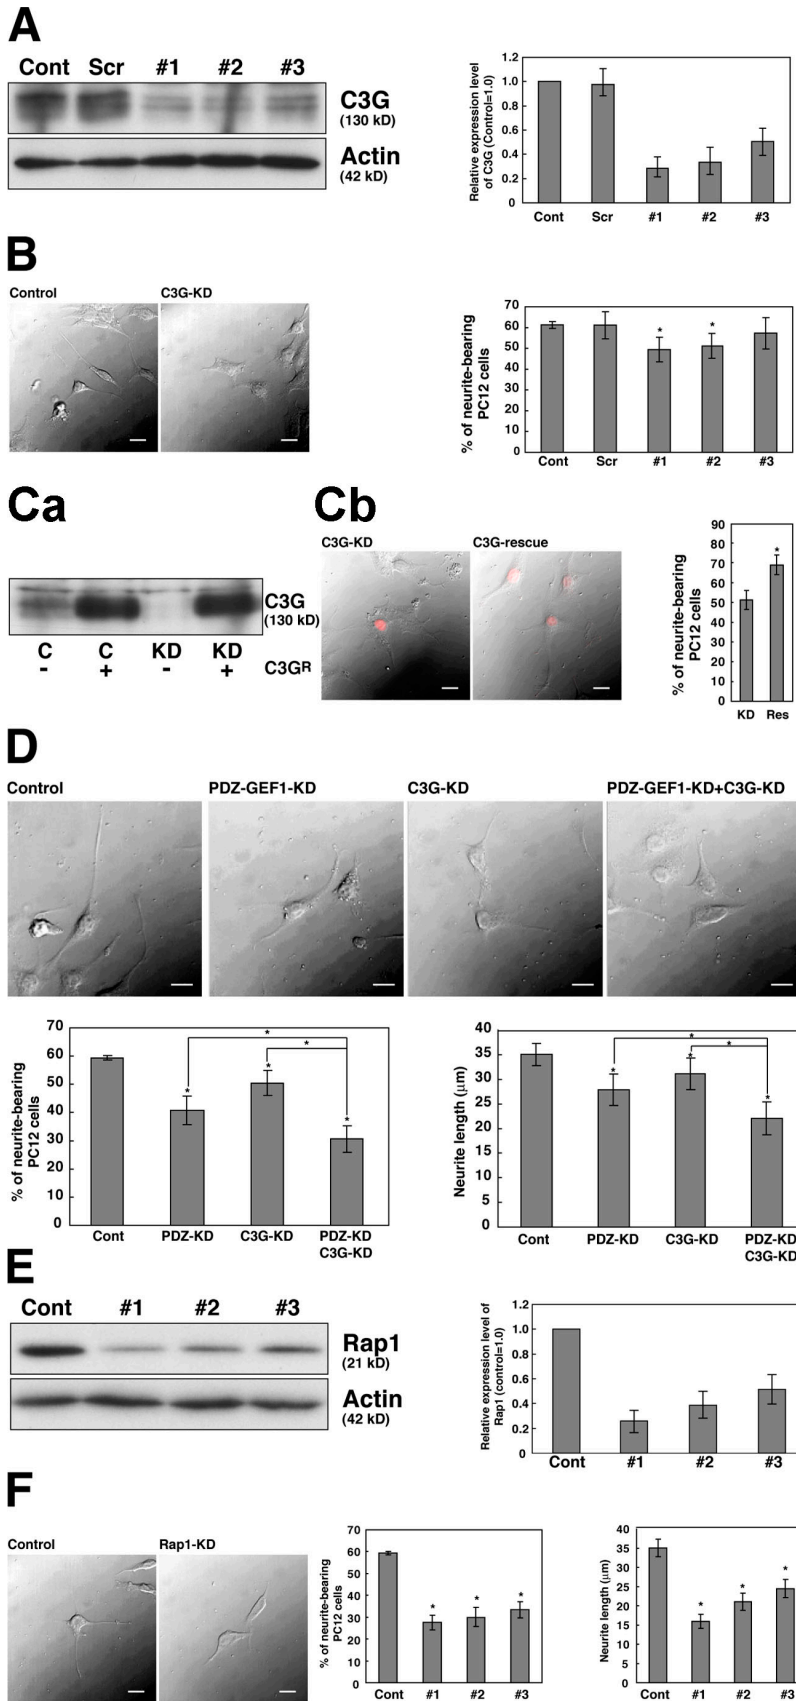 A
Cont Scr #1 #2 #3
C3G
(130 kD)
Actin
(42 kD)
Relative expression level
of C3G (Control=1.0)
1.2
1.0
0.8
0.6
0.4
0.2
0
Cont Scr #1 #2 #3
B
Control C3G-KD
% of neurite-bearing
PC12 cells
70
60
50
40
30
20
10
0
* *
Cont Scr #1 #2 #3
Ca
C3G
(130 kD)
C C KD KD
- + - + C3GR
Cb
C3G-KD C3G-rescue
% of neurite-bearing
PC12 cells
90
80
70
60
50
40
30
20
10
0
*
KD Res
D
Control PDZ-GEF1-KD C3G-KD PDZ-GEF1-KD+C3G-KD
% of neurite-bearing
PC12 cells
70
60
50
40
30
20
10
0
*
*
* * *
Cont PDZ-KD C3G-KD PDZ-KD
C3G-KD
Neurite length (μm)
40
35
30
25
20
15
10
5
0
*
*
* * *
Cont PDZ-KD C3G-KD PDZ-KD
C3G-KD
E
Cont #1 #2 #3
Rap1
(21 kD)
Actin
(42 kD)
Relative expression level of
Rap1 (control=1.0)
1.2
1.0
0.8
0.6
0.4
0.2
0
Cont #1 #2 #3
F
Control Rap1-KD
% of neurite-bearing
PC12 cells
70
60
50
40
30
20
10
0
* * *
Cont #1 #2 #3
Neurite length (μm)
40
35
30
25
20
15
10
5
0
* * *
Cont #1 #2 #3